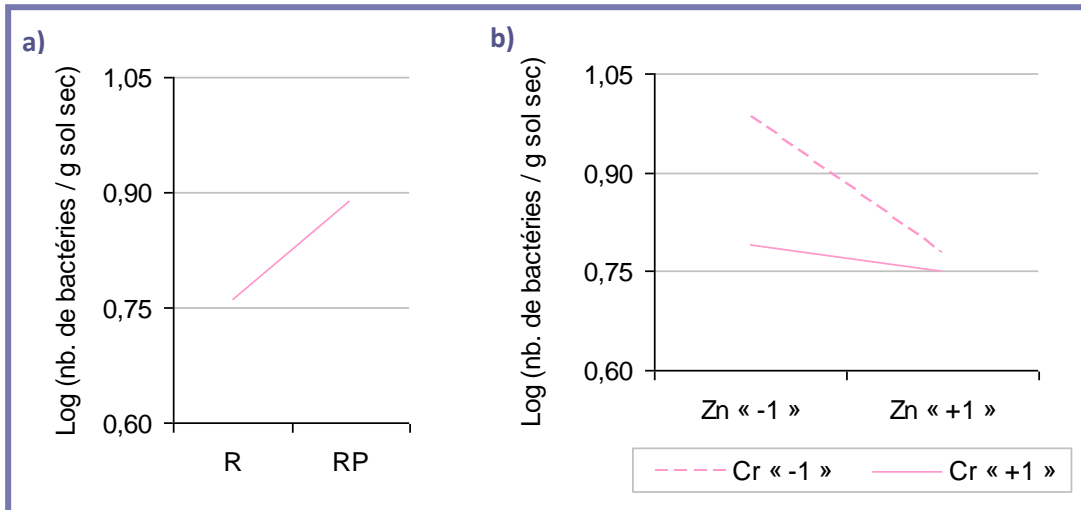 a)
Log (nb. de bactéries / g sol sec)
1,05
0,90
0,75
0,60
R RP
b)
Log (nb. de bactéries / g sol sec)
1,05
0,90
0,75
0,60
Zn « -1 » Zn « +1 »
Cr « -1 » Cr « +1 »